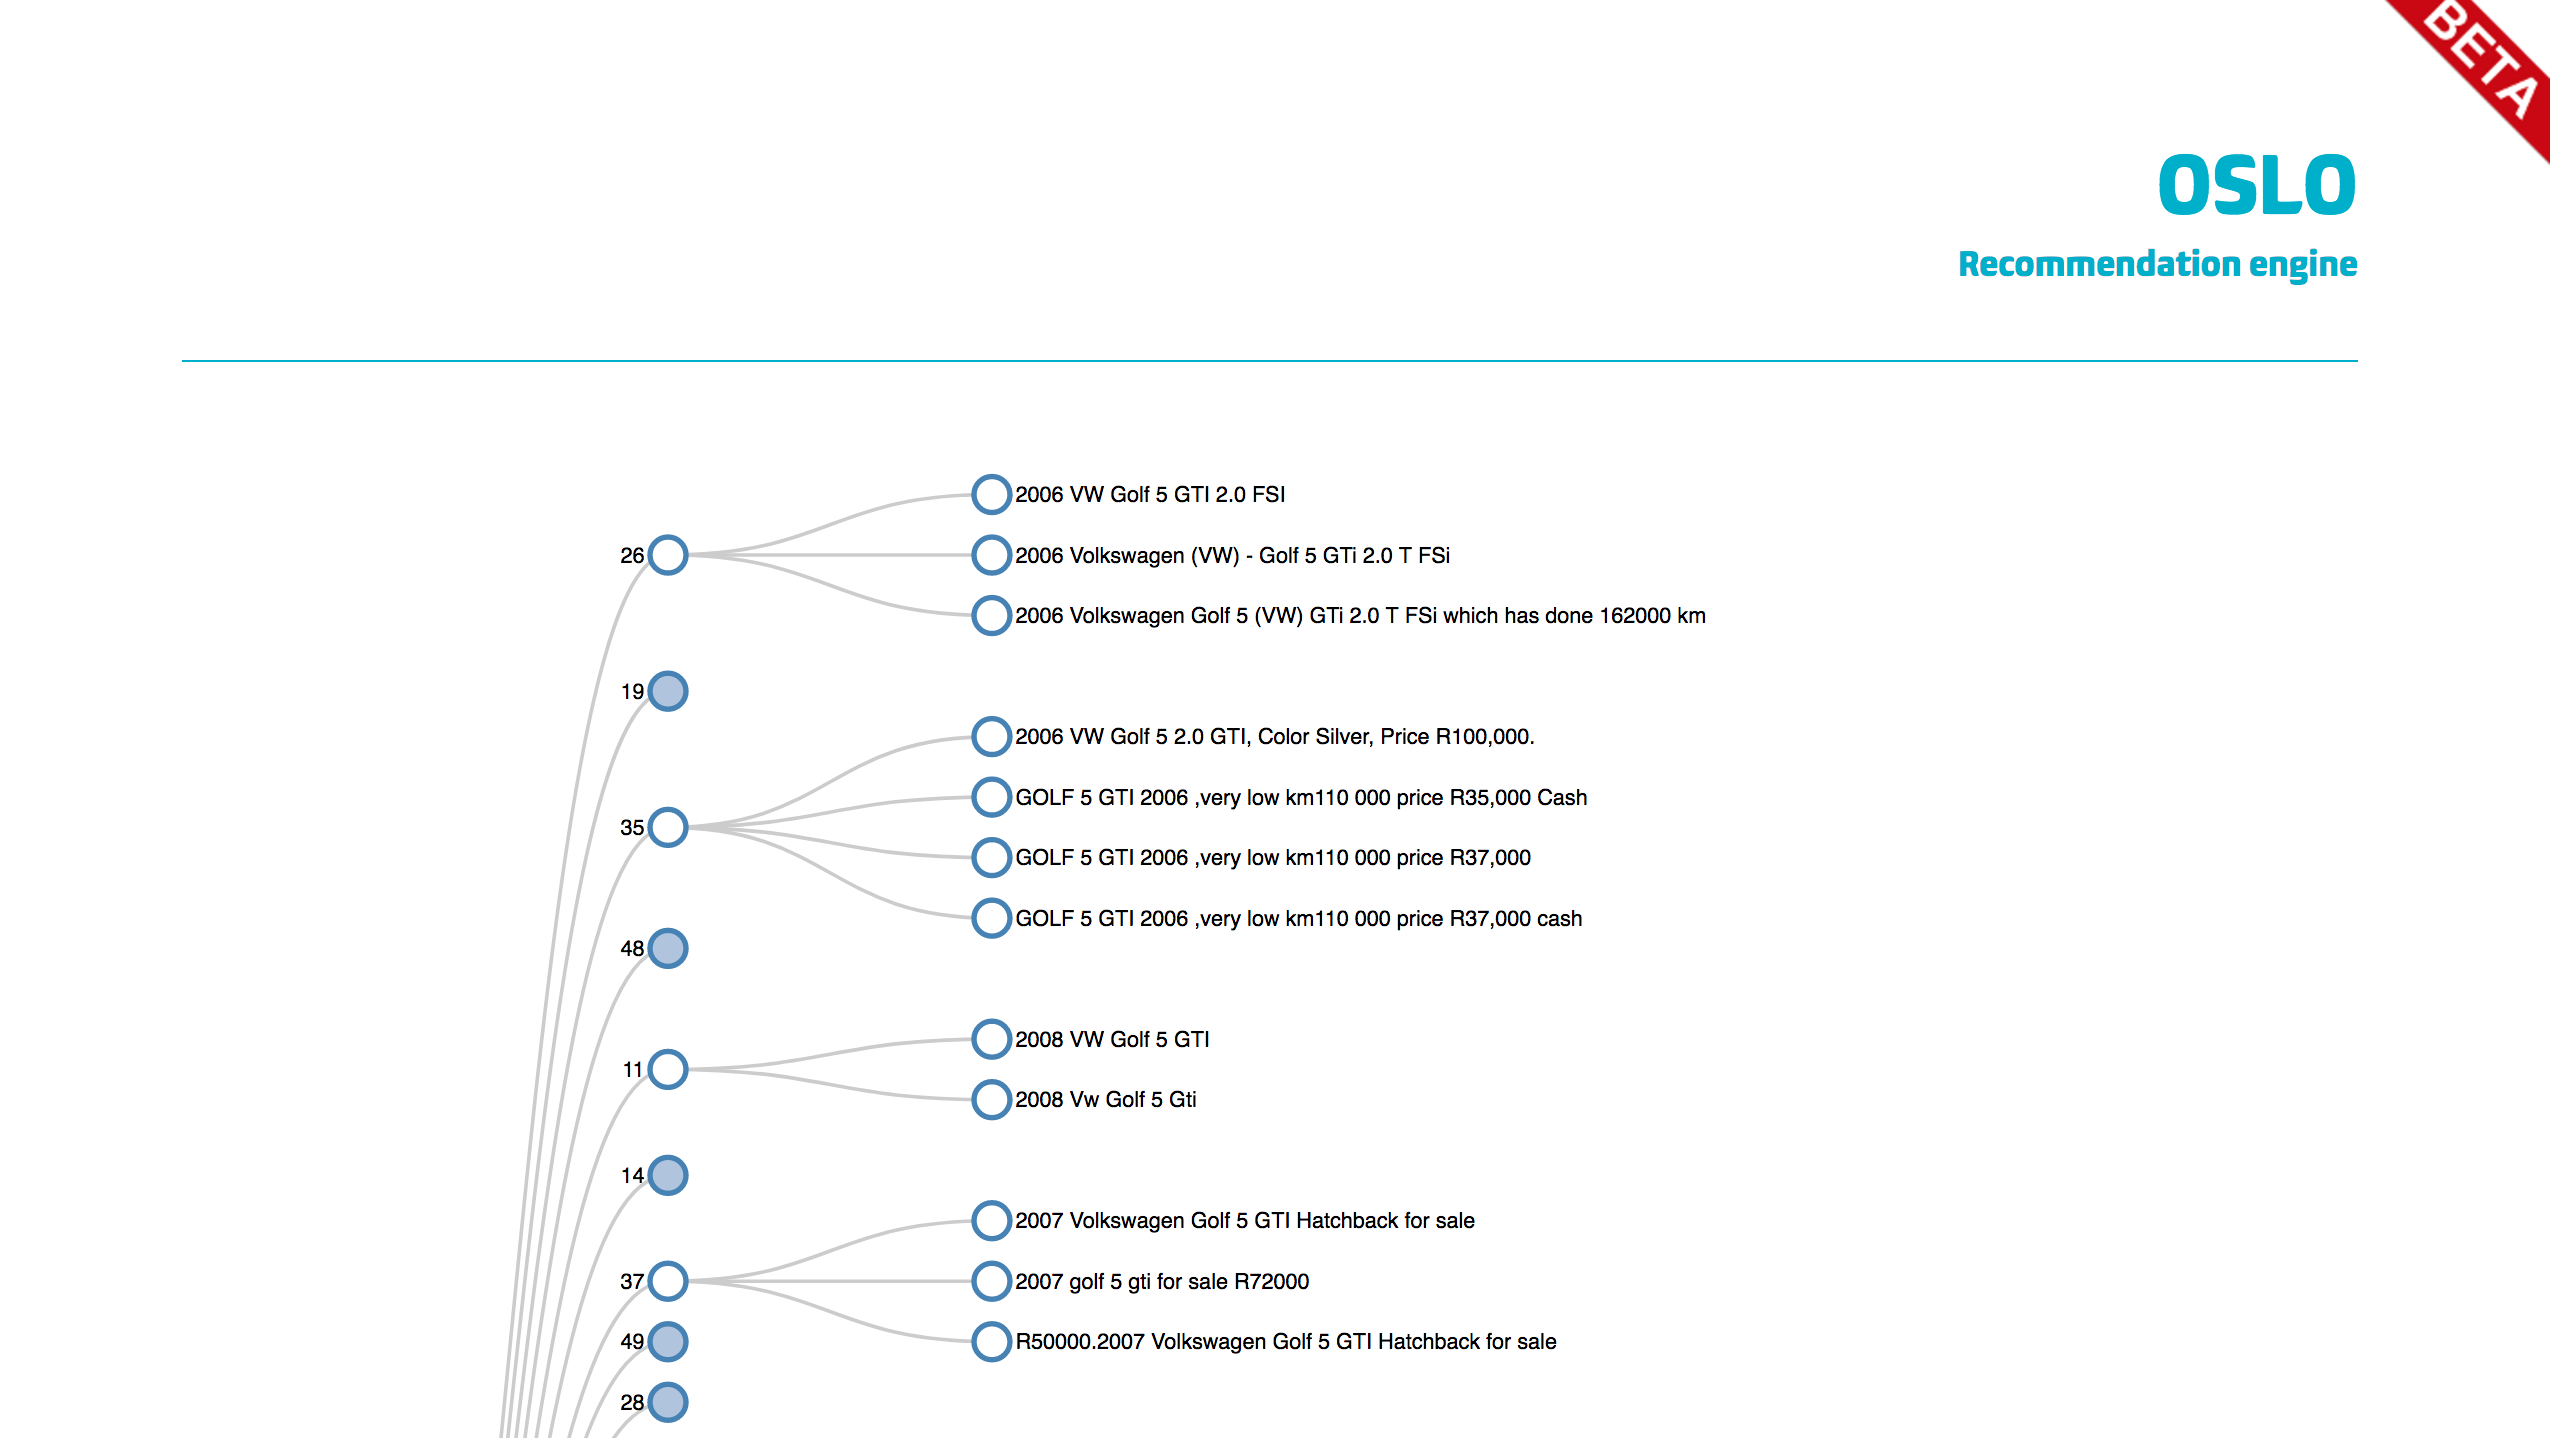 BETA
OSLO
Recommendation engine
2006 VW Golf 5 GTI 2.0 FSI
26
2006 Volkswagen (VW) - Golf 5 GTi 2.0 T FSi
2006 Volkswagen Golf 5 (VW) GTi 2.0 T FSi which has done 162000 km
19
2006 VW Golf 5 2.0 GTI, Color Silver, Price R100,000.
GOLF 5 GTI 2006 ,very low km110 000 price R35,000 Cash
35
GOLF 5 GTI 2006 ,very low km110 000 price R37,000
GOLF 5 GTI 2006 ,very low km110 000 price R37,000 cash
48
2008 VW Golf 5 GTI
11
2008 Vw Golf 5 Gti
14
2007 Volkswagen Golf 5 GTI Hatchback for sale
37
2007 golf 5 gti for sale R72000
49
R50000.2007 Volkswagen Golf 5 GTI Hatchback for sale
28